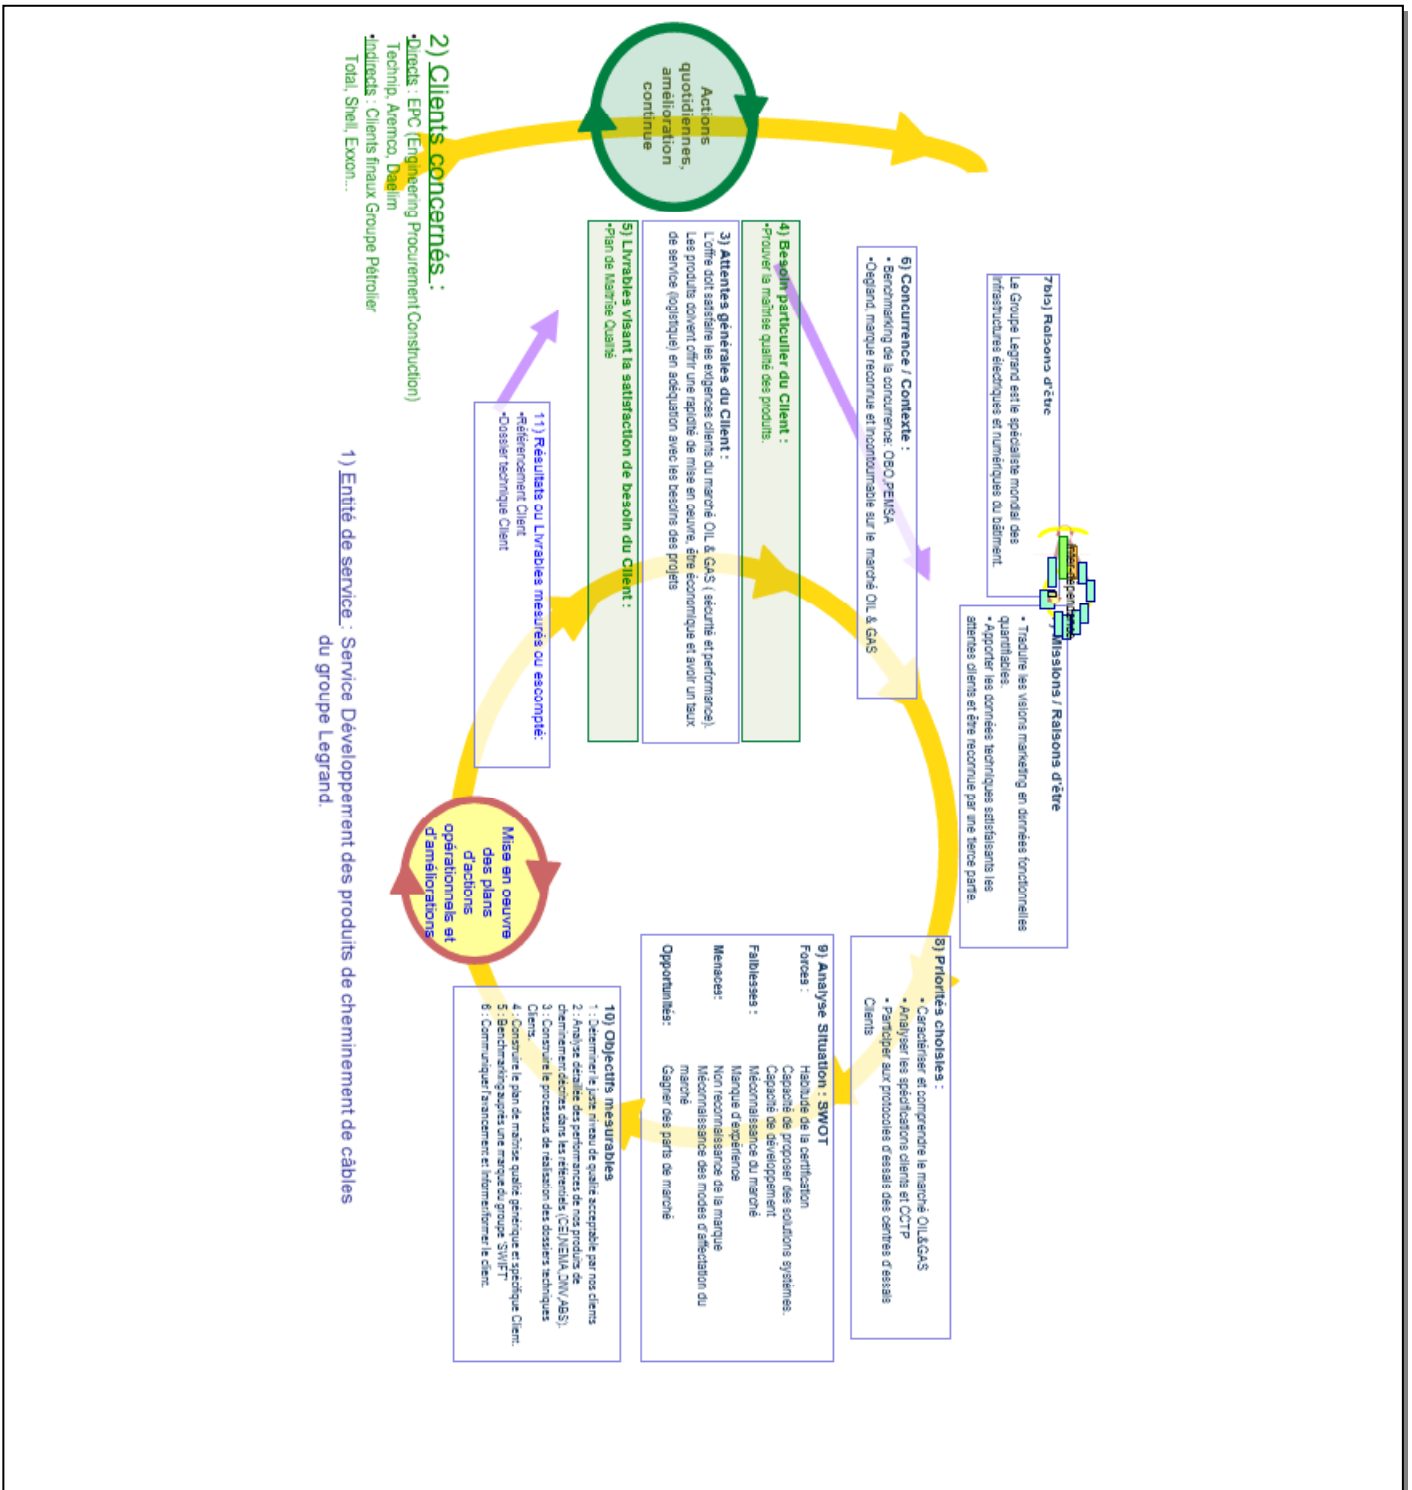 7bis) Raisons d'être
Le Groupe Legrand est le spécialiste mondial des
infrastructures électriques et numériques du bâtiment.
Missions / Raisons d'être
• Traduire les visions marketing en données fonctionnelles
quantifiables.
• Apporter les données techniques satisfaisants les
attentes clients et être reconnue par une tierce partie.
6) Concurrence / Contexte :
• Benchmarking de la concurrence: OBO,PEMSA
•Oegland, marque reconnue et incontournable sur le marché OIL & GAS
8) Priorités choisies :
• Caractériser et comprendre le marché OIL&GAS
• Analyser les spécifications clients et CCTP
• Participer aux protocoles d'essais des centres d'essais
Clients
4) Besoin particulier du Client :
•Prouver la maîtrise qualité des produits.
3) Attentes générales du Client :
L'offre doit satisfaire les exigences clients du marché OIL & GAS ( sécurité et performance).
Les produits doivent offrir une rapidité de mise en oeuvre, être économique et avoir un taux
de service (logistique) en adéquation avec les besoins des projets
5) Livrables visant la satisfaction de besoin du Client :
•Plan de Maîtrise Qualité
9) Analyse Situation : SWOT
Forces : Habitude de la certification
Capacité de proposer des solutions systèmes.
Capacité de développement
Faiblesses : Méconnaissance du marché
Manque d'expérience
Menaces: Non reconnaissance de la marque
Méconnaissance des modes d'affectation du
marché
Opportunités: Gagner des parts de marché
Actions
quotidiennes,
amélioration
continue
10) Objectifs mesurables
1 : Déterminer le juste niveau de qualité acceptable par nos clients
2 : Analyse détaillée des performances de nos produits de
cheminement décrites dans les référentiels (CEI,NEMA,DNV,ABS).
3 : Construire le processus de réalisation des dossiers techniques
Clients.
4 : Construire le plan de maîtrise qualité générique et spécifique Client.
5 : Benchmarking auprès une marque du groupe 'SWIFT'
6 : Communiquer l'avancement et informer/former le client.
11) Résultats ou Livrables mesurés ou escompté:
•Référencement Client
•Dossier technique Client
Mise en oeuvre
des plans
d'actions
opérationnels et
d'améliorations
2) Clients concernés :
•Directs : EPC (Engineering Procurement Construction)
Technip, Aremco, Daelim
•Indirects : Clients finaux Groupe Pétrolier
Total, Shell, Exxon...
1) Entité de service : Service Développement des produits de cheminement de câbles
du groupe Legrand.